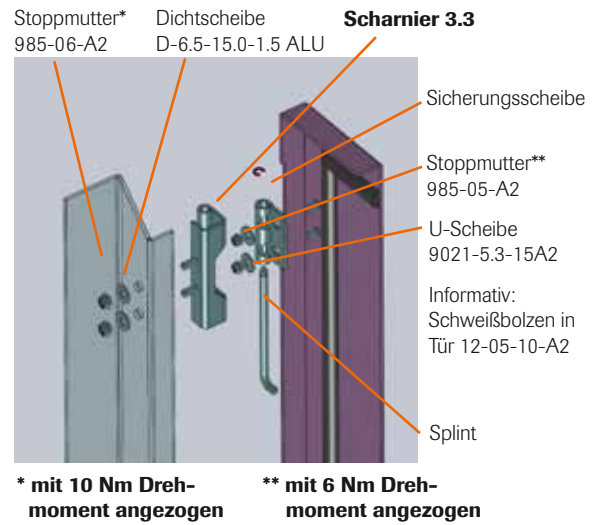 Stoppmutter*
985-06-A2
Dichtscheibe
D-6.5-15.0-1.5 ALU
Scharnier 3.3
Sicherungsscheibe
Stoppmutter**
985-05-A2
U-Scheibe
9021-5.3-15A2
Informativ:
Schweißbolzen in
Tür 12-05-10-A2
Splint
* mit 10 Nm Dreh-
moment angezogen
** mit 6 Nm Dreh-
moment angezogen